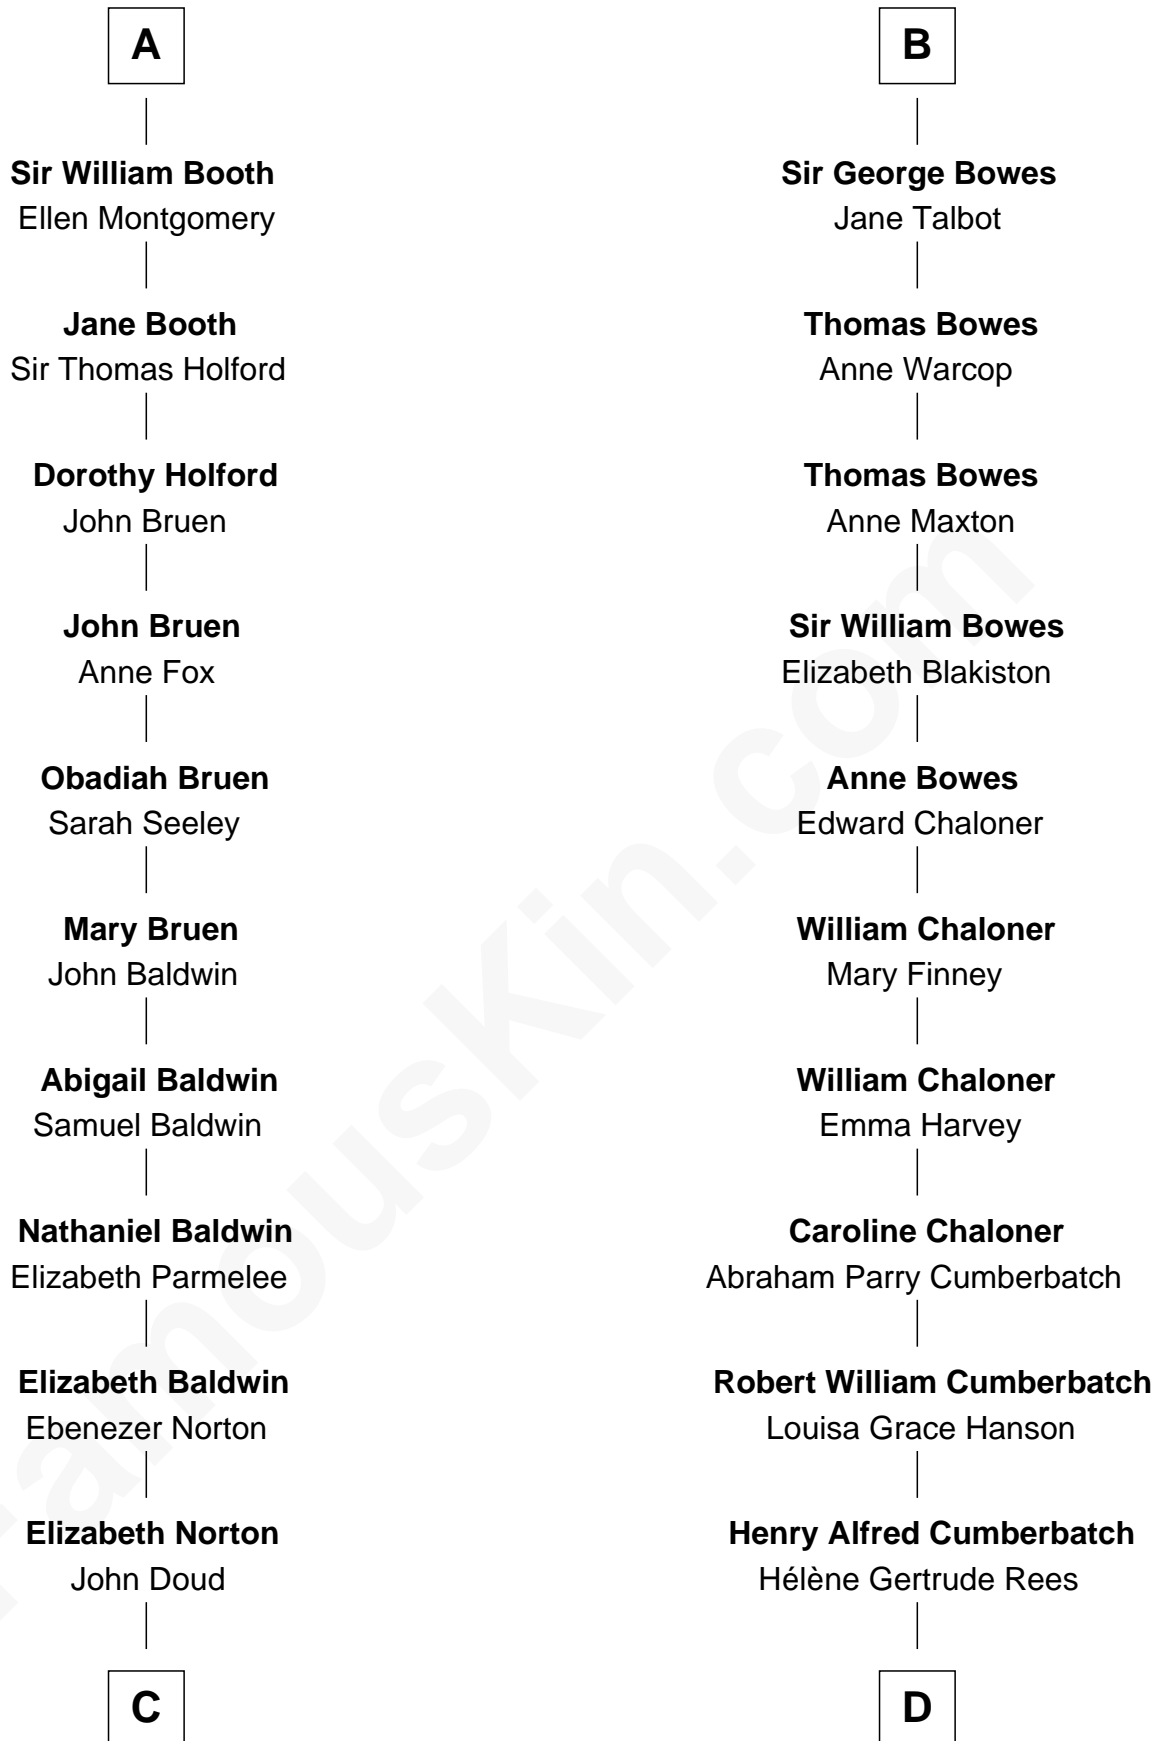 A
Sir William Booth
Ellen Montgomery
Jane Booth
Sir Thomas Holford
Dorothy Holford
John Bruen
John Bruen
Anne Fox
Obadiah Bruen
Sarah Seeley
Mary Bruen
John Baldwin
Abigail Baldwin
Samuel Baldwin
Nathaniel Baldwin
Elizabeth Parmelee
Elizabeth Baldwin
Ebenezer Norton
Elizabeth Norton
John Doud
C
B
Sir George Bowes
Jane Talbot
Thomas Bowes
Anne Warcop
Thomas Bowes
Anne Maxton
Sir William Bowes
Elizabeth Blakiston
Anne Bowes
Edward Chaloner
William Chaloner
Mary Finney
William Chaloner
Emma Harvey
Caroline Chaloner
Abraham Parry Cumberbatch
Robert William Cumberbatch
Louisa Grace Hanson
Henry Alfred Cumberbatch
Hélène Gertrude Rees
D
FamousKin.com